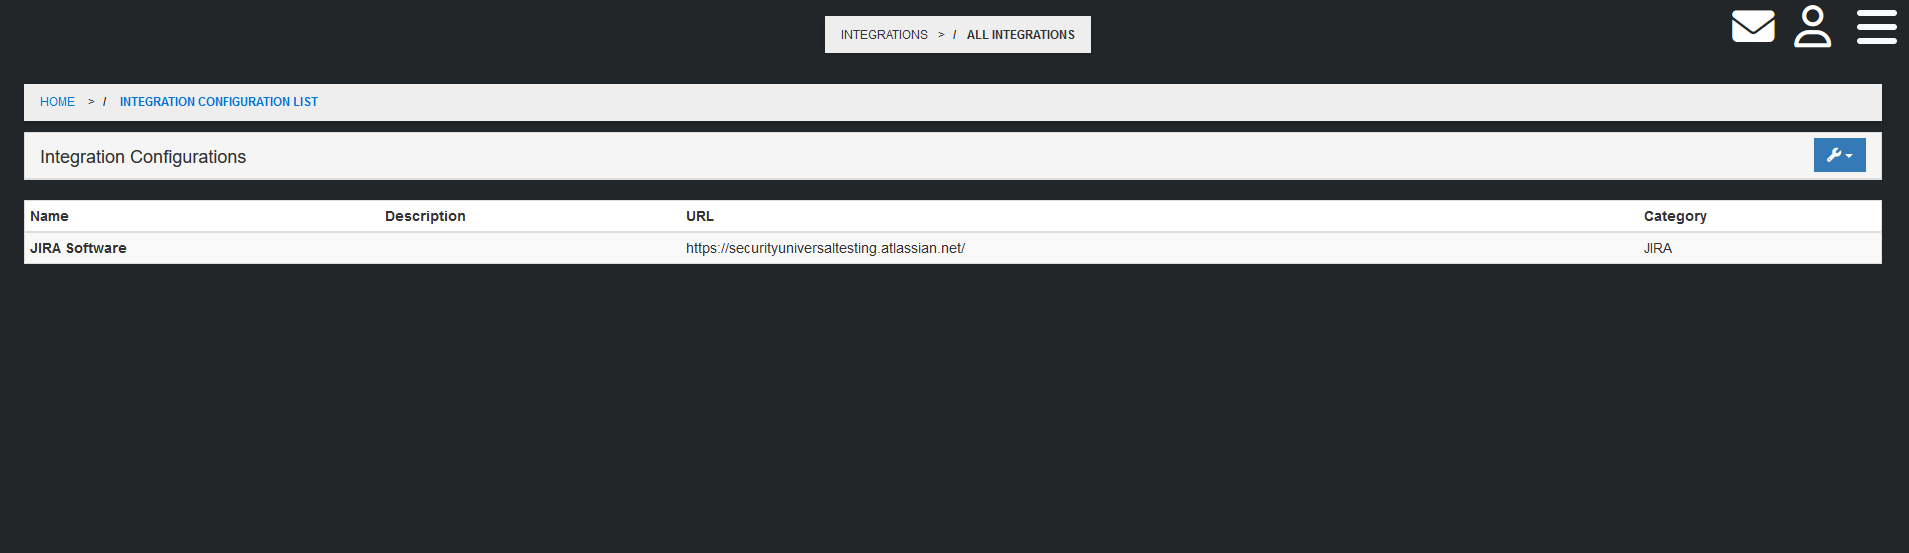 INTEGRATIONS > / ALL INTEGRATIONS
HOME > / INTEGRATION CONFIGURATION LIST
Integration Configurations
Name Description URL Category
JIRA Software https://securityuniversaltesting.atlassian.net/ JIRA